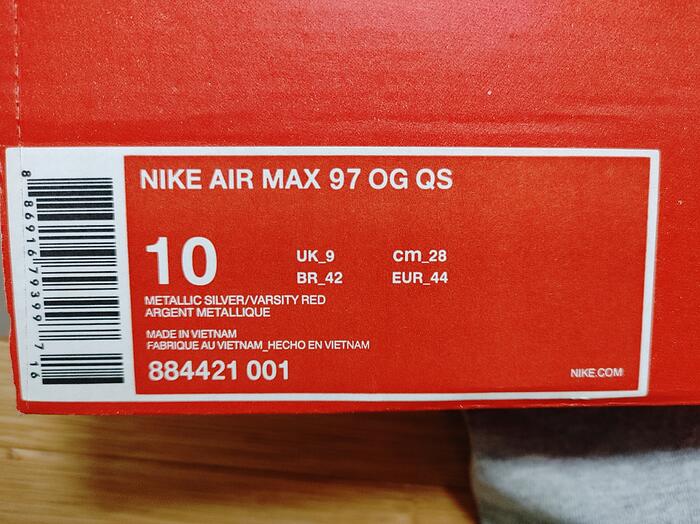 NIKE AIR MAX 97 OG QS
10
UK_9 cm_28
BR_42 EUR_44
METALLIC SILVER/VARSITY RED
ARGENT METALLIQUE
MADE IN VIETNAM
FABRIQUE AU VIETNAM_HECHO EN VIETNAM
884421 001
NIKE.COM
8 86916 79399 7 16